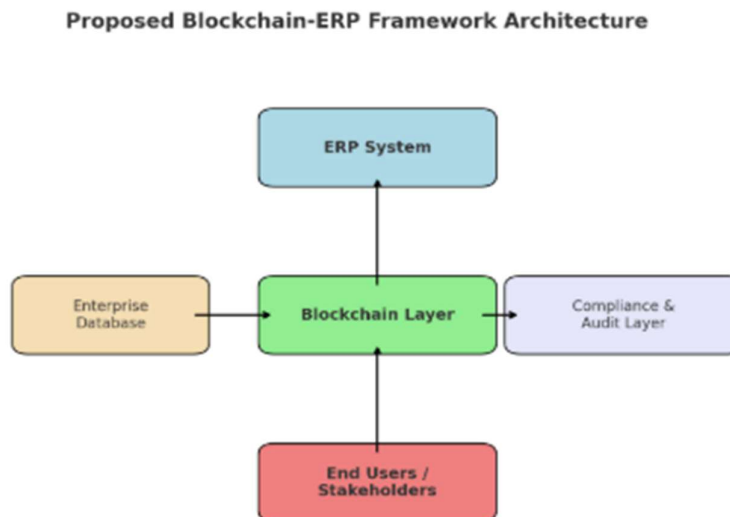 Proposed Blockchain-ERP Framework Architecture
ERP System
Enterprise
Database
Blockchain Layer
Compliance &
Audit Layer
End Users /
Stakeholders